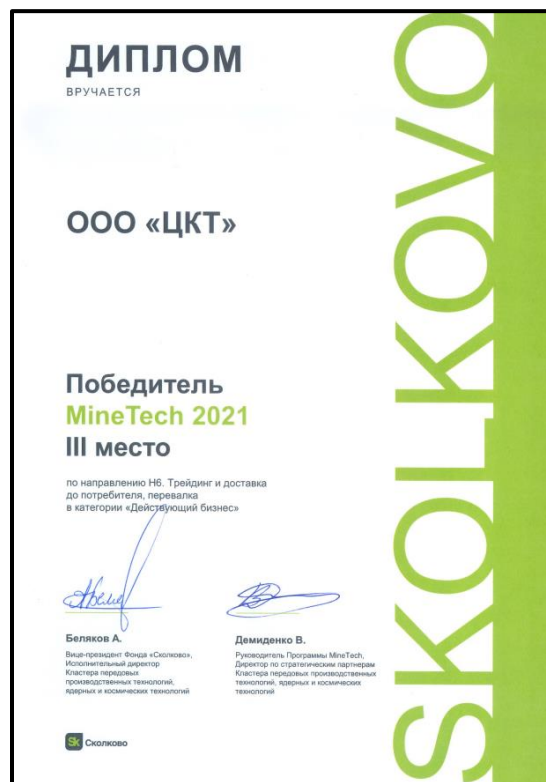 ДИПЛОМ
ВРУЧАЕТСЯ
ООО «ЦКТ»
Победитель
MineTech 2021
III место
по направлению Н6. Трейдинг и доставка
до потребителя, перевалка
в категории «Действующий бизнес»
Беляков А.
Вице-президент Фонда «Сколково»,
Исполнительный директор
Кластера передовых
производственных технологий,
ядерных и космических технологий
Демиденко В.
Руководитель Программы MineTech,
Директор по стратегическим партнерам
Кластера передовых производственных
технологий, ядерных и космических
технологий
Sk Сколково
SKOLKOVO